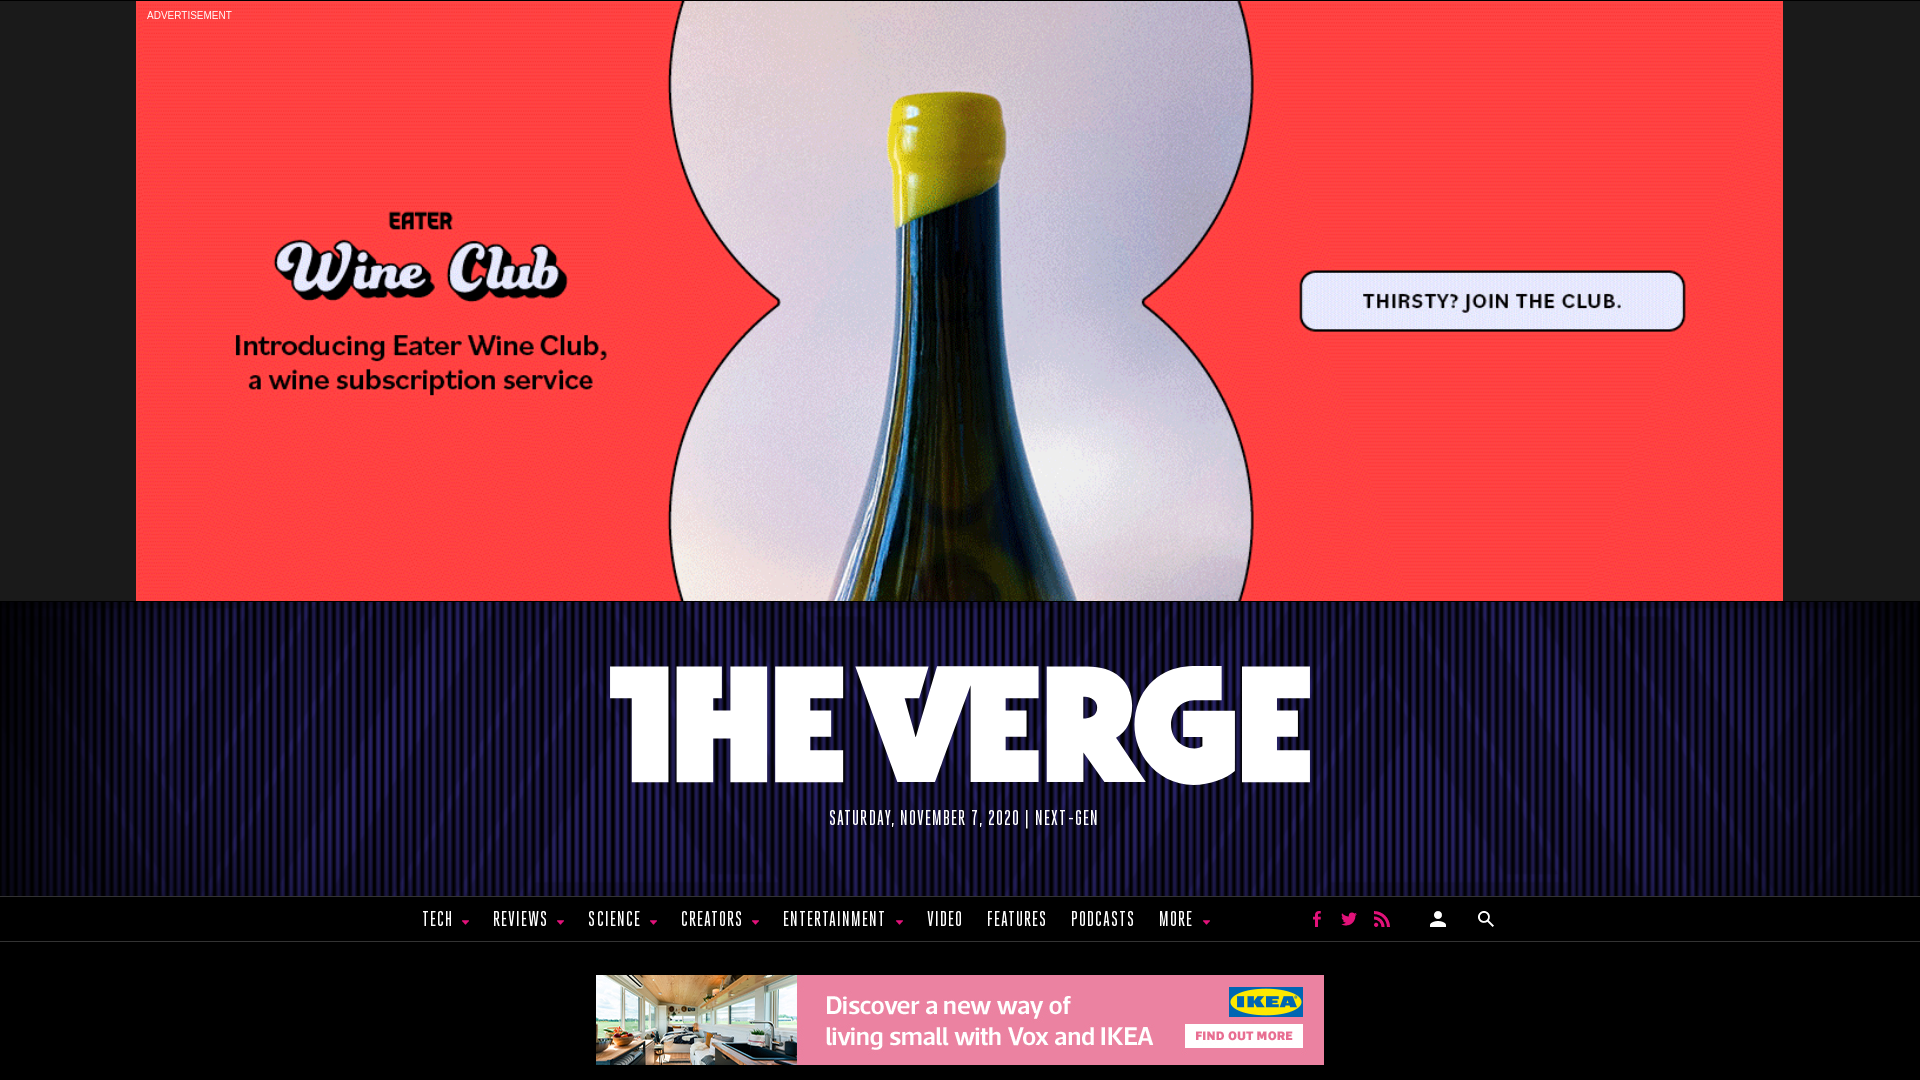 ADVERTISEMENT
EATER
Wine Club
Introducing Eater Wine Club,
a wine subscription service
THIRSTY? JOIN THE CLUB.
THE VERGE
SATURDAY, NOVEMBER 7, 2020 | NEXT-GEN
TECH REVIEWS SCIENCE CREATORS ENTERTAINMENT VIDEO FEATURES PODCASTS MORE
Discover a new way of
living small with Vox and IKEA
IKEA
FIND OUT MORE